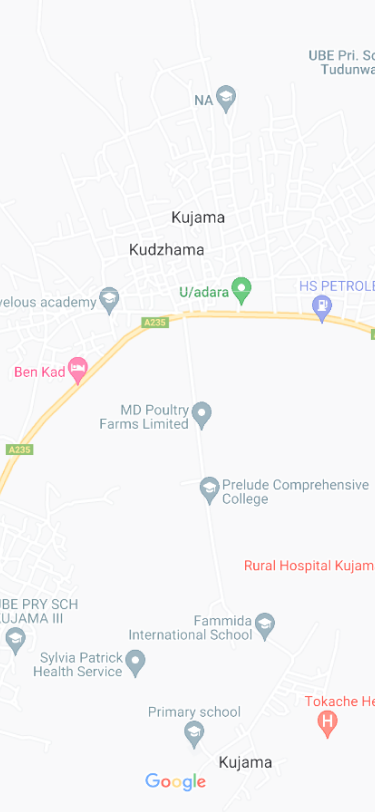 UBE Pri. Sc
Tudunwa
NA
Kujama
Kudzhama
U/adara
HS PETROLE
velous academy
A235
Ben Kad
MD Poultry
Farms Limited
A235
Prelude Comprehensive
College
Rural Hospital Kujam
JBE PRY SCH
KUJAMA III
Fammida
International School
Sylvia Patrick
Health Service
Tokache He
Primary school
H
Kujama
Google